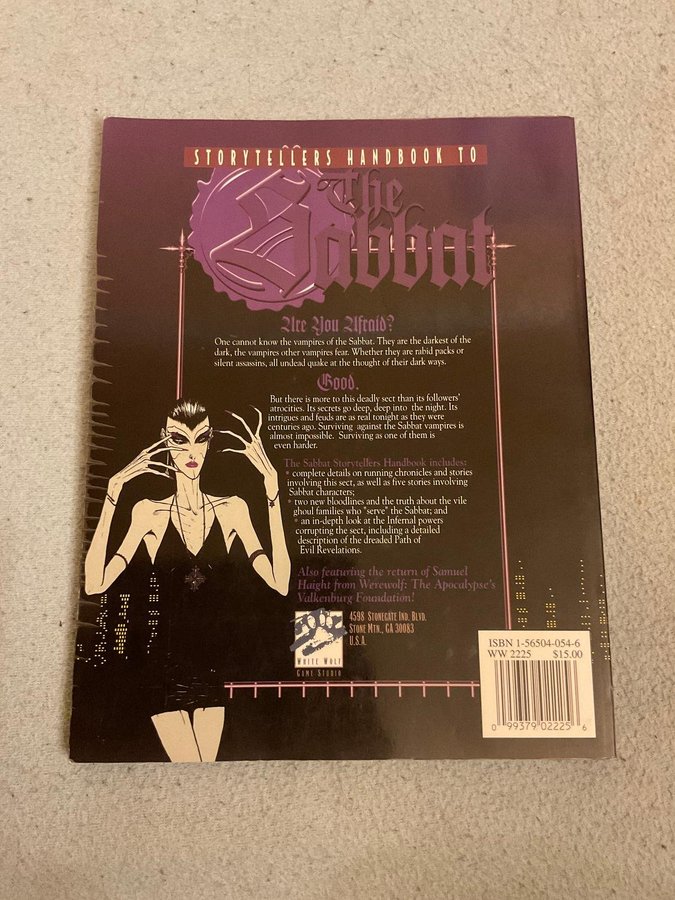 STORYTELLERS HANDBOOK TO
The
Sabbat
Are You Afraid?
One cannot know the vampires of the Sabbat. They are the darkest of the
dark, the vampires other vampires fear. Whether they are rabid packs or
silent assassins, all undead quake at the thought of their dark ways.
Good.
But there is more to this deadly sect than its followers'
atrocities. Its secrets go deep, deep into the night. Its
intrigues and feuds are as real tonight as they were
centuries ago. Surviving against the Sabbat vampires is
almost impossible. Surviving as one of them is
even harder.
The Sabbat Storytellers Handbook includes:
* complete details on running chronicles and stories
involving this sect, as well as five stories involving
Sabbat characters;
* two new bloodlines and the truth about the vile
ghoul families who "serve" the Sabbat; and
* an in-depth look at the Infernal powers
corrupting the sect, including a detailed
description of the dreaded Path of
Evil Revelations.
Also featuring the return of Samuel
Haight from Werewolf: The Apocalypse's
Valkenburg Foundation!
4598 STONEGATE IND. BLVD.
STONE MTN., GA 30083
U.S.A.
WHITE WOLF
GAME STUDIO
ISBN 1-56504-054-6
WW 2225 $15.00
0 99379 02225 6